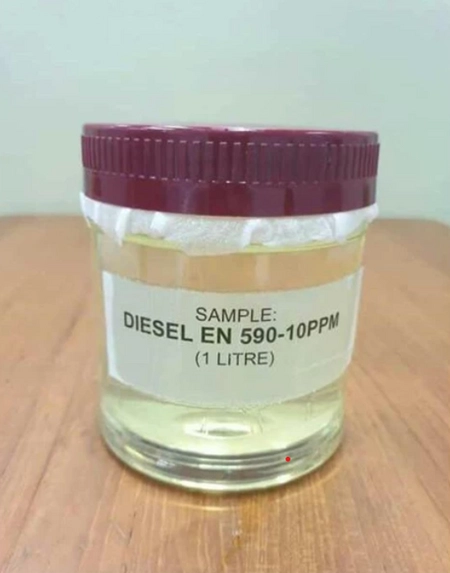 SAMPLE:
DIESEL EN 590-10PPM
(1 LITRE)